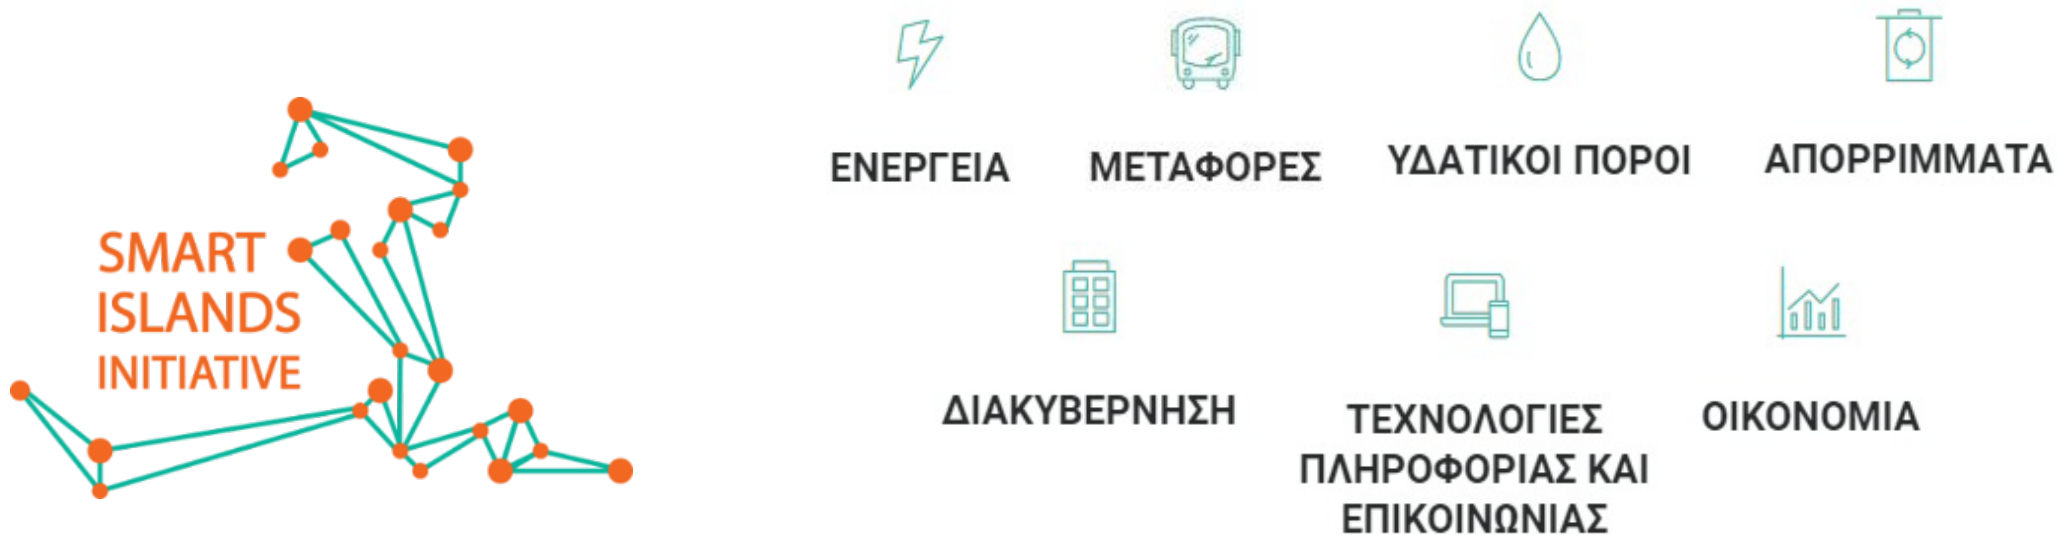 SMART
ISLANDS
INITIATIVE
ΕΝΕΡΓΕΙΑ
ΜΕΤΑΦΟΡΕΣ
ΥΔΑΤΙΚΟΙ ΠΟΡΟΙ
ΑΠΟΡΡΙΜΜΑΤΑ
ΔΙΑΚΥΒΕΡΝΗΣΗ
ΤΕΧΝΟΛΟΓΙΕΣ
ΠΛΗΡΟΦΟΡΙΑΣ ΚΑΙ
ΕΠΙΚΟΙΝΩΝΙΑΣ
ΟΙΚΟΝΟΜΙΑ